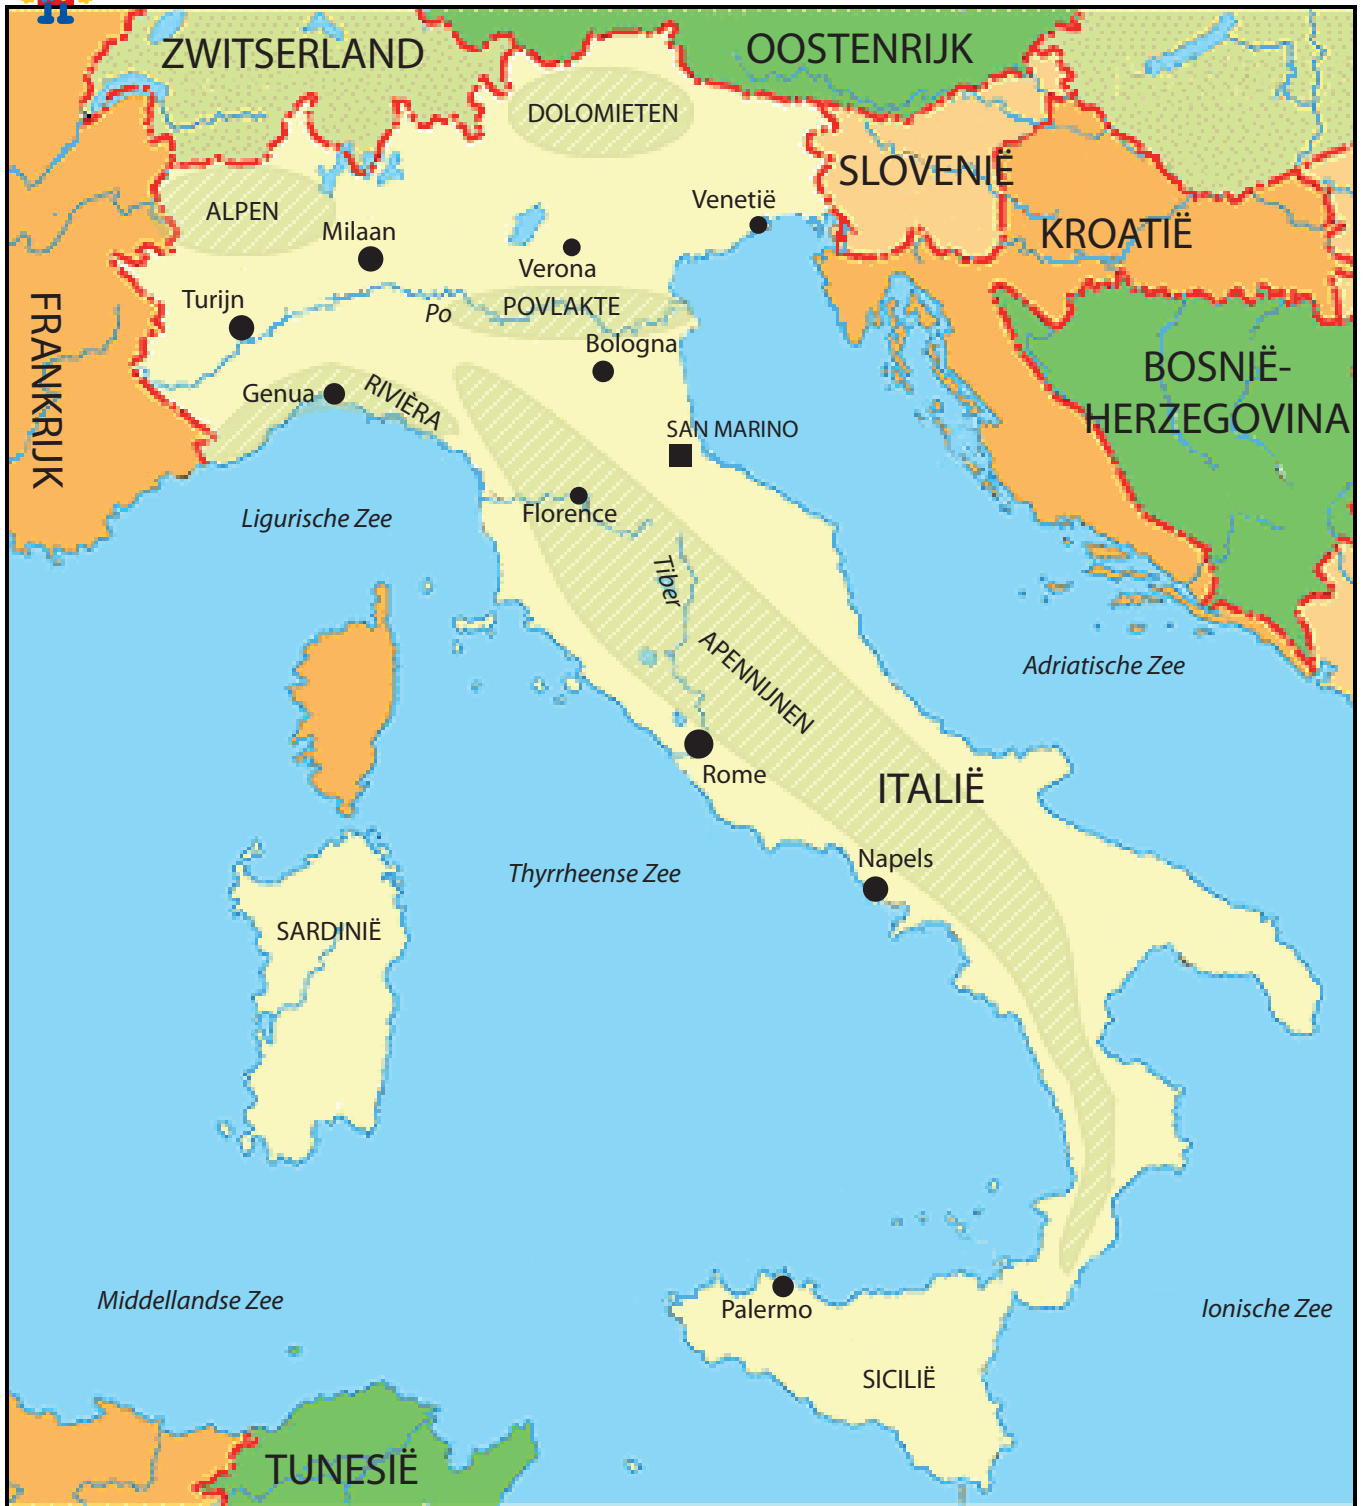 ZWITSERLAND
OOSTENRIJK
DOLOMIETEN
SLOVENIË
ALPEN
Venetië
Milaan
KROATIË
Verona
Turijn
Po
POVLAKTE
FRANKRIJK
Bologna
BOSNIË-
HERZEGOVINA
Genua
RIVIÈRA
SAN MARINO
Florence
Ligurische Zee
Tiber
APENNIJNEN
Adriatische Zee
Rome
ITALIË
Napels
Thyrrheense Zee
SARDINIË
Middellandse Zee
Palermo
Ionische Zee
SICILIË
TUNESIË